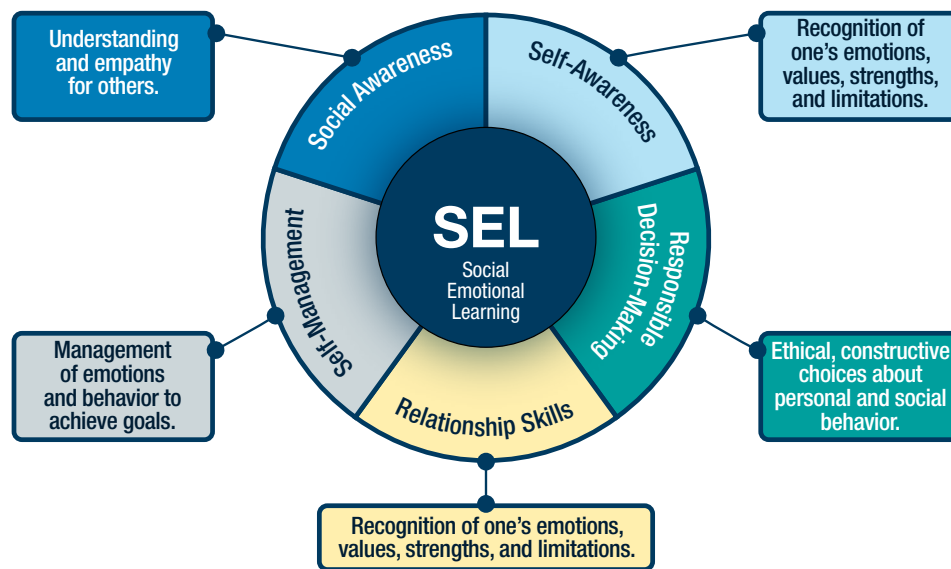 Understanding
and empathy
for others.
Social Awareness
Self-Awareness
Recognition of
one’s emotions,
values, strengths,
and limitations.
SEL
Social
Emotional
Learning
Self-Management
Responsible
Decision-Making
Relationship Skills
Management
of emotions
and behavior to
achieve goals.
Ethical, constructive
choices about
personal and social
behavior.
Recognition of one’s emotions,
values, strengths, and limitations.